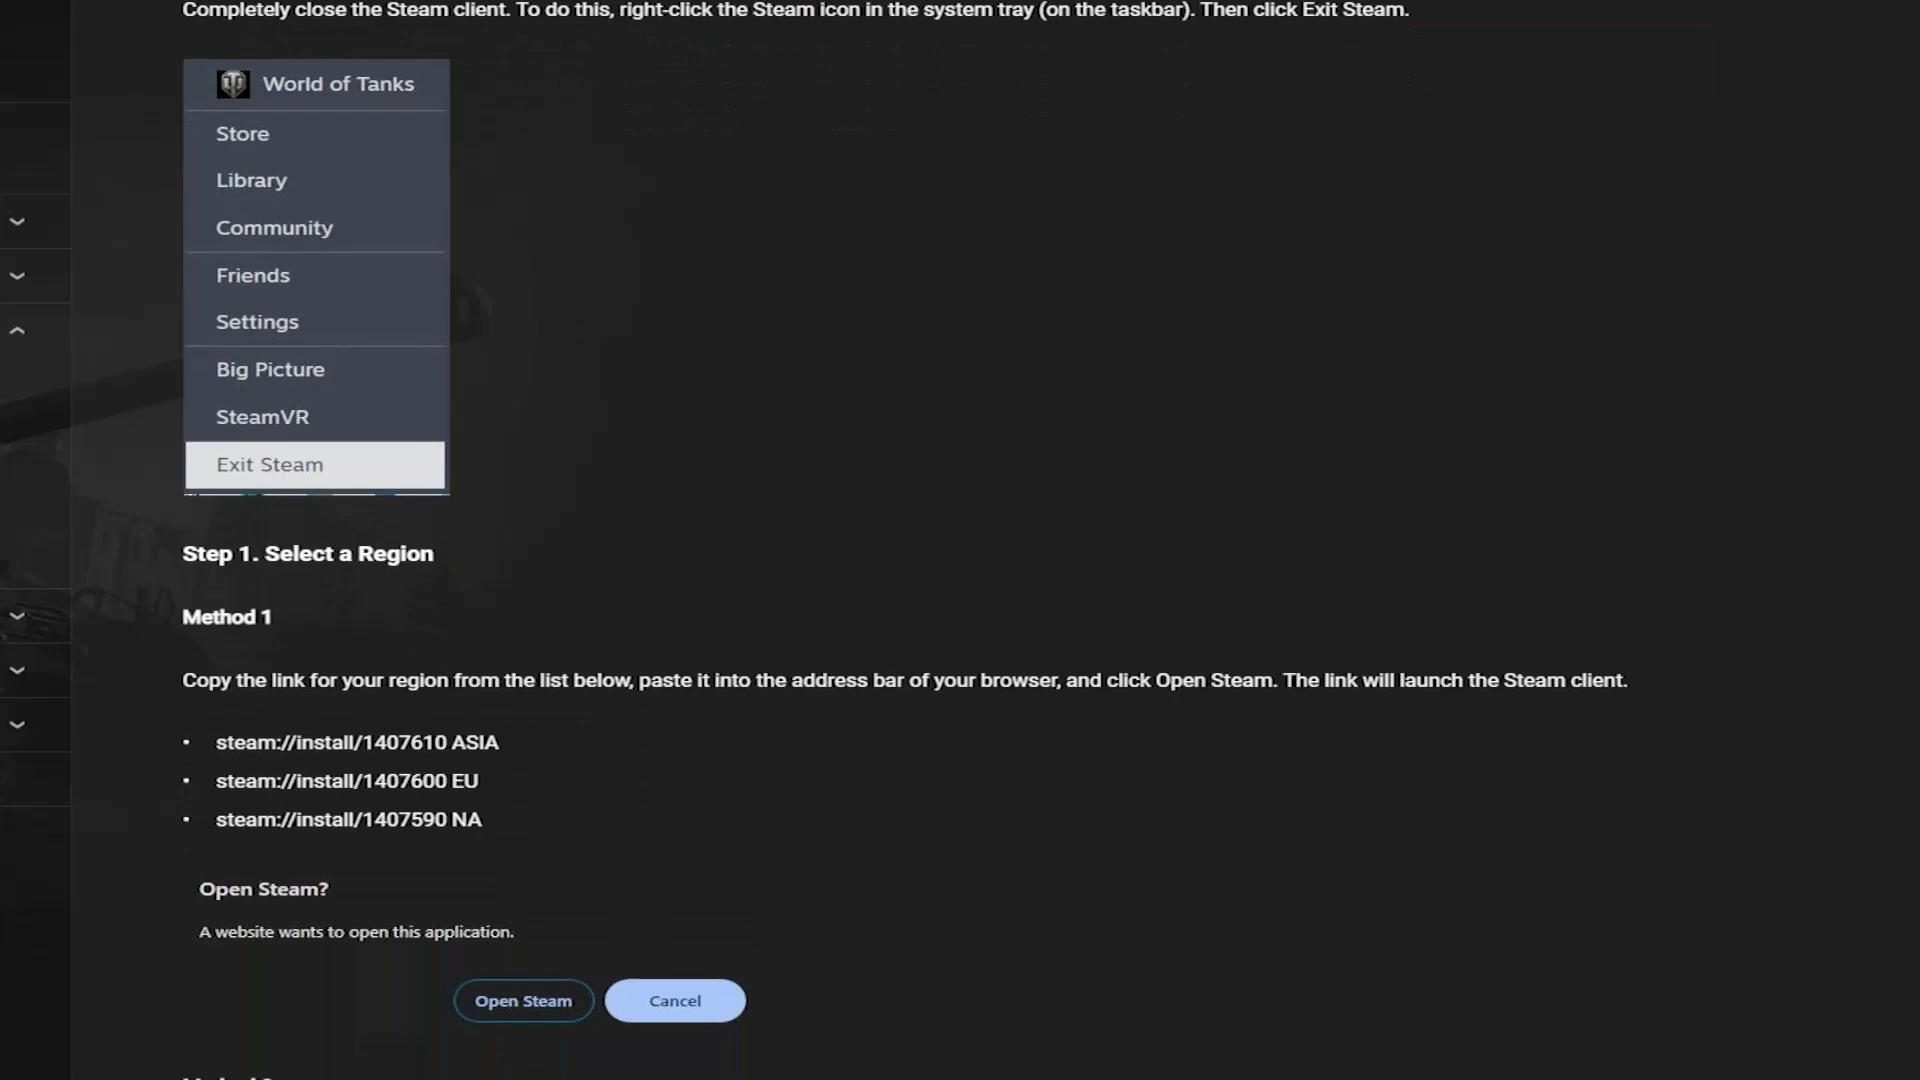 Completely close the Steam client. To do this, right-click the Steam icon in the system tray (on the taskbar). Then click Exit Steam.
World of Tanks
Store
Library
Community
Friends
Settings
Big Picture
SteamVR
Exit Steam
Step 1. Select a Region
Method 1
Copy the link for your region from the list below, paste it into the address bar of your browser, and click Open Steam. The link will launch the Steam client.
• steam://install/1407610 ASIA
• steam://install/1407600 EU
• steam://install/1407590 NA
Open Steam?
A website wants to open this application.
Open Steam Cancel